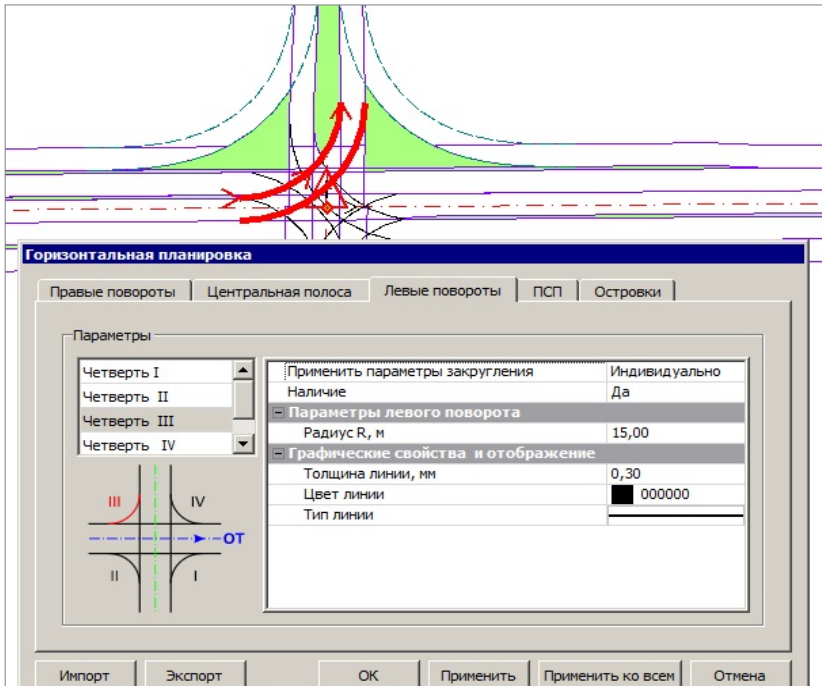 Горизонтальная планировка
Правые повороты Центральная полоса Левые повороты ПСП Островки
Параметры
Четверть I
Четверть II
Четверть III
Четверть IV
Применить параметры закругления Индивидуально
Наличие Да
Параметры левого поворота
Радиус R, м 15,00
Графические свойства и отображение
Толщина линии, мм 0,30
Цвет линии 000000
Тип линии
III IV
ОТ
II I
Импорт Экспорт ОК Применить Применить ко всем Отмена